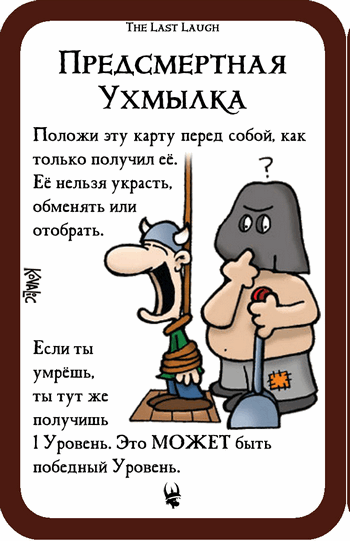 The Last Laugh
Предсмертная
Ухмылка
Положи эту карту перед собой, как
только получил её.
Её нельзя украсть,
обменять или
отобрать.
?
Kovalic
Если ты
умрёшь,
ты тут же
получишь
1 Уровень. Это МОЖЕТ быть
победный Уровень.